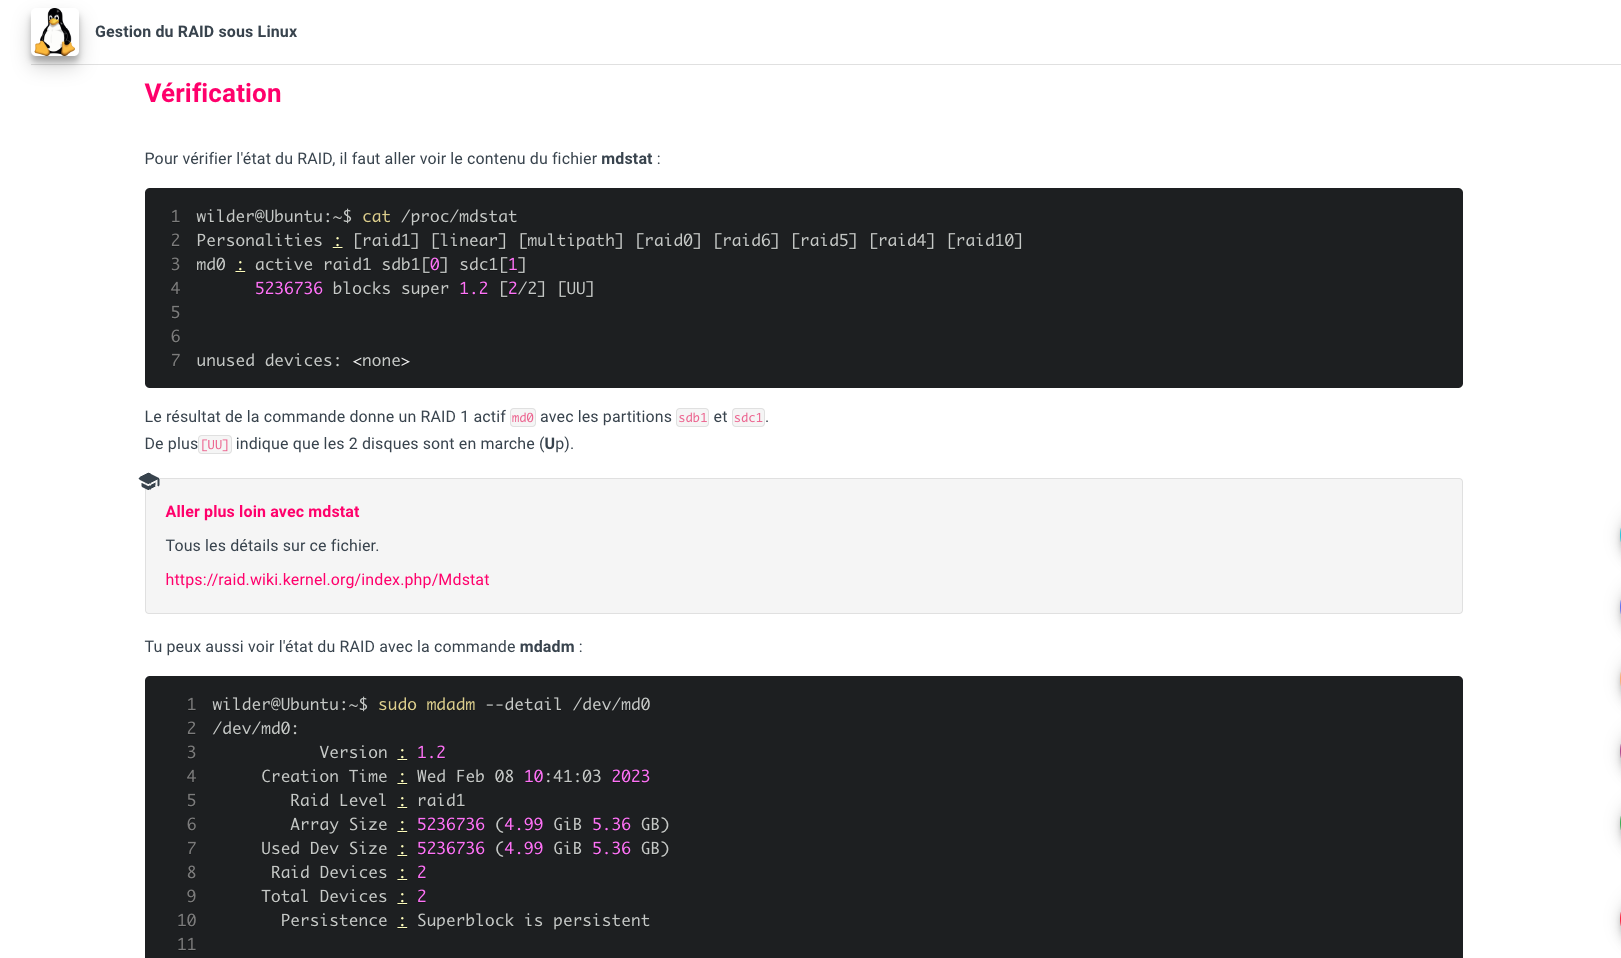 Gestion du RAID sous Linux
Vérification
Pour vérifier l'état du RAID, il faut aller voir le contenu du fichier mdstat :
1 wilder@Ubuntu:~$ cat /proc/mdstat
2 Personalities : [raid1] [linear] [multipath] [raid0] [raid6] [raid5] [raid4] [raid10]
3 md0 : active raid1 sdb1[0] sdc1[1]
4 5236736 blocks super 1.2 [2/2] [UU]
5
6
7 unused devices: <none>
Le résultat de la commande donne un RAID 1 actif md0 avec les partitions sdb1 et sdc1.
De plus[UU] indique que les 2 disques sont en marche (Up).
Aller plus loin avec mdstat
Tous les détails sur ce fichier.
https://raid.wiki.kernel.org/index.php/Mdstat
Tu peux aussi voir l'état du RAID avec la commande mdadm :
1 wilder@Ubuntu:~$ sudo mdadm --detail /dev/md0
2 /dev/md0:
3 Version : 1.2
4 Creation Time : Wed Feb 08 10:41:03 2023
5 Raid Level : raid1
6 Array Size : 5236736 (4.99 GiB 5.36 GB)
7 Used Dev Size : 5236736 (4.99 GiB 5.36 GB)
8 Raid Devices : 2
9 Total Devices : 2
10 Persistence : Superblock is persistent
11